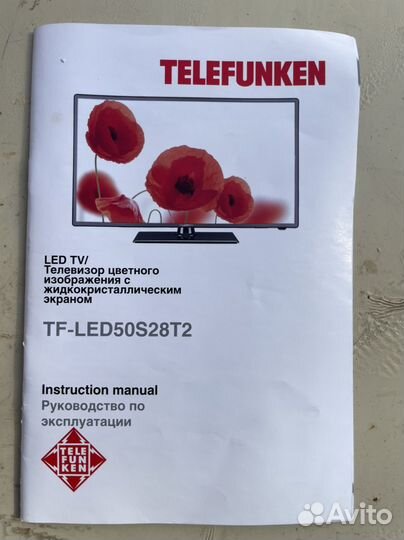 TELEFUNKEN
LED TV/
Телевизор цветного
изображения с
жидкокристаллическим
экраном
TF-LED50S28T2
Instruction manual
Руководство по
эксплуатации
TELE
FUN
KEN
Avito